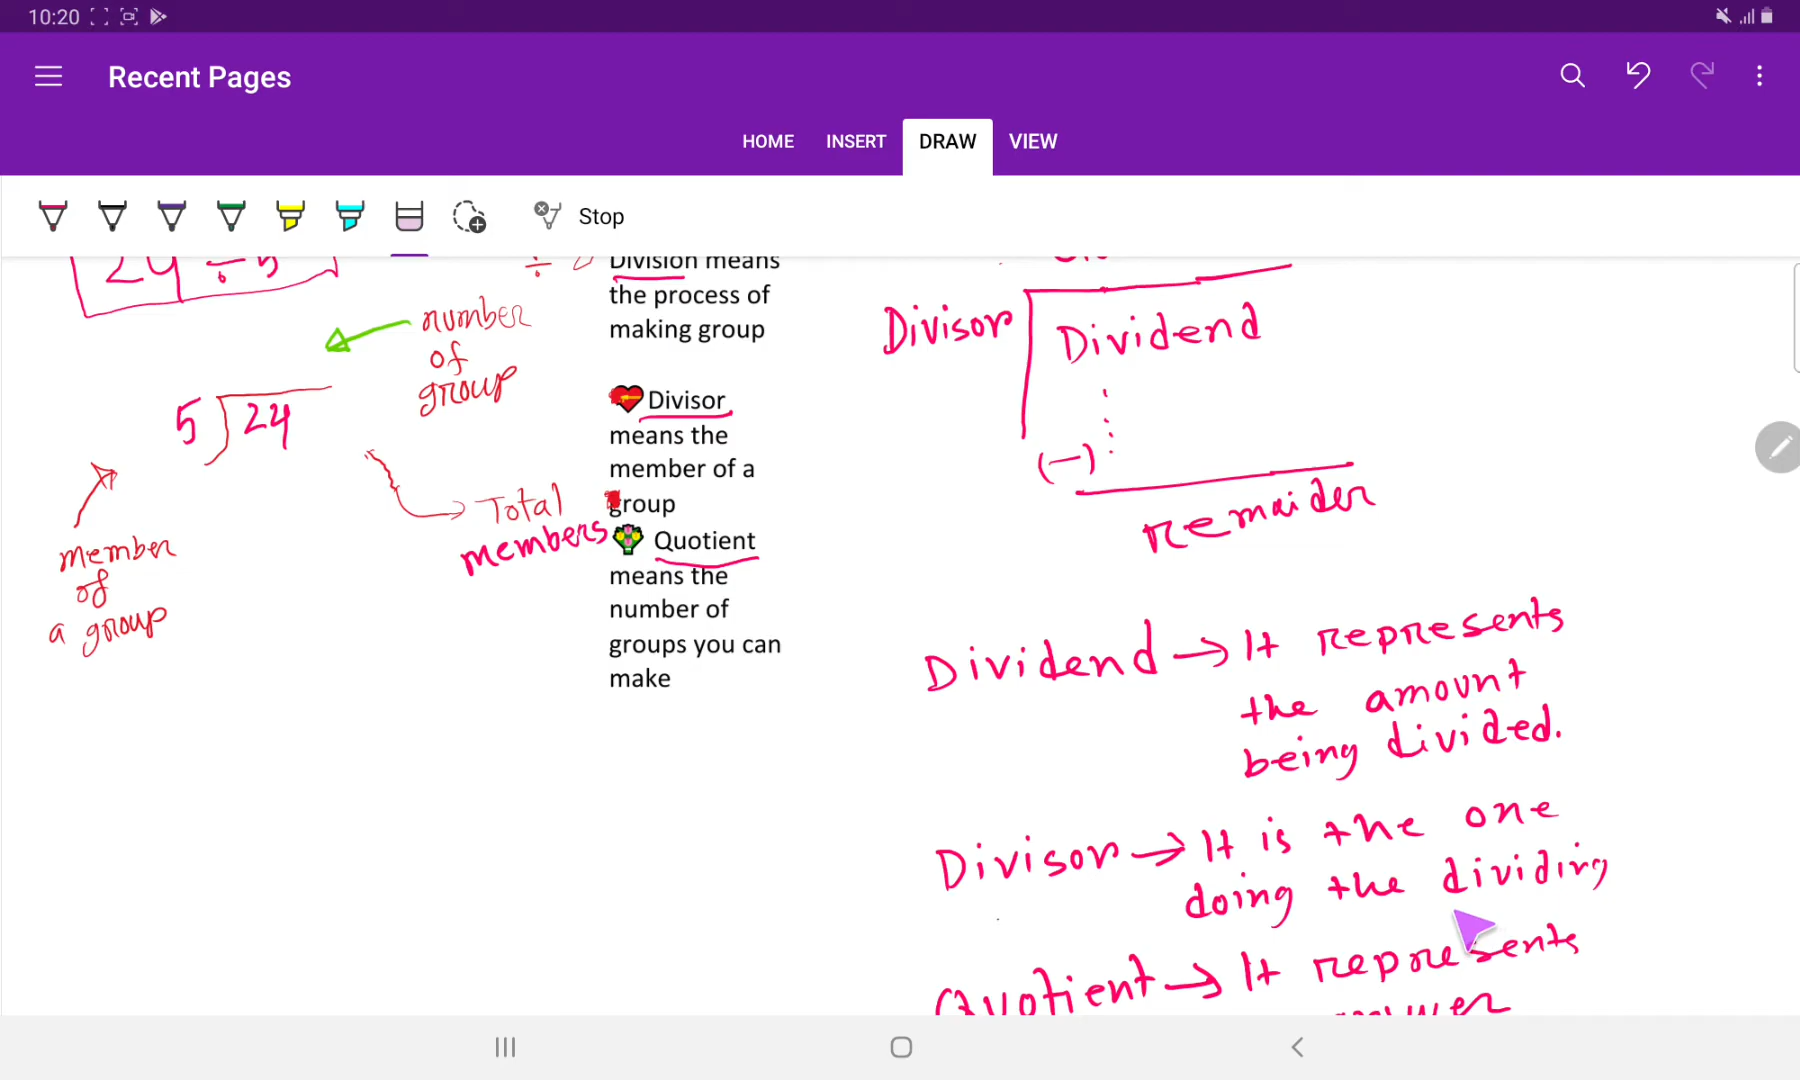 10:20
Recent Pages
HOME INSERT DRAW VIEW
Stop
24 ÷ 5
÷
number
of
group
5 24
Total
members
member
of
a group
Division means
the process of
making group
Divisor
means the
member of a
group
Quotient
means the
number of
groups you can
make
Divisor Dividend
(—)
Remaider
Dividend → It represents
the amount
being divided.
Divisor → It is the one
doing the dividing
Quotient → It represents
answer